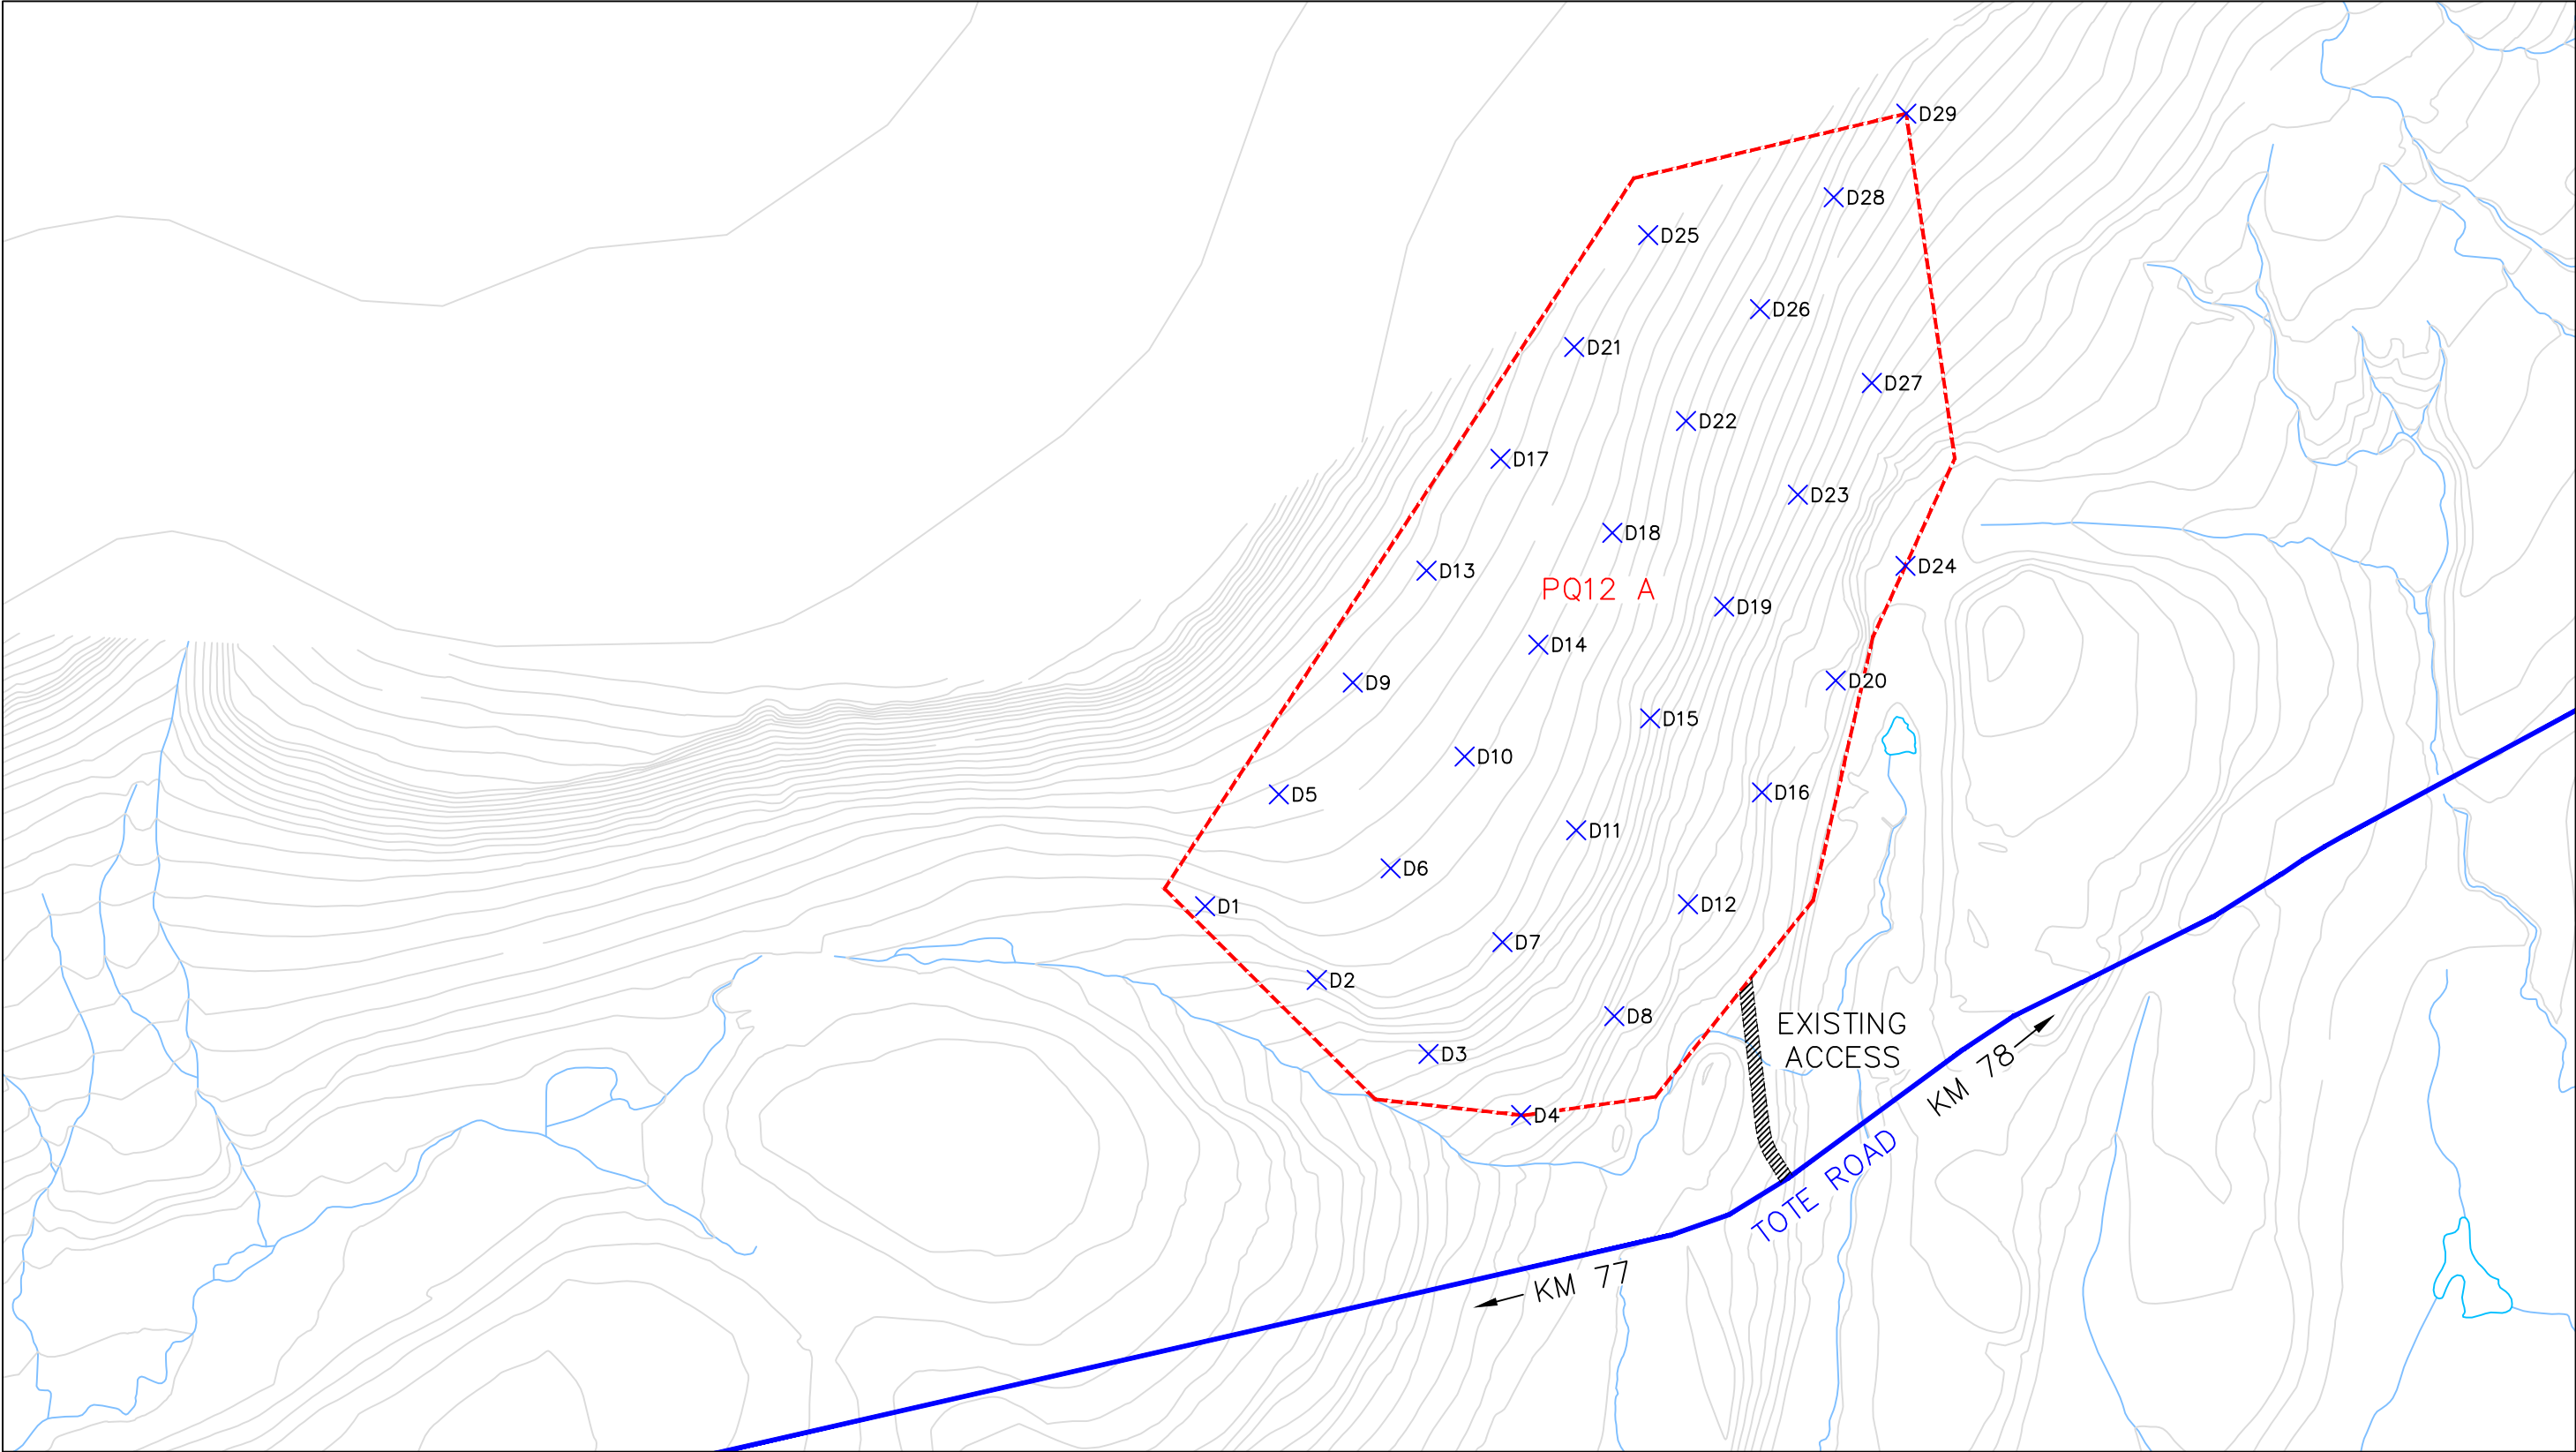 D29
D28
D25
D26
D21
D27
D22
D17
D23
D18
D24
D13
PQ12 A
D19
D14
D20
D9
D15
D10
D16
D5
D11
D6
D12
D1
D7
D2
D8
EXISTING
ACCESS
D3
KM 78
D4
TOTE ROAD
KM 77